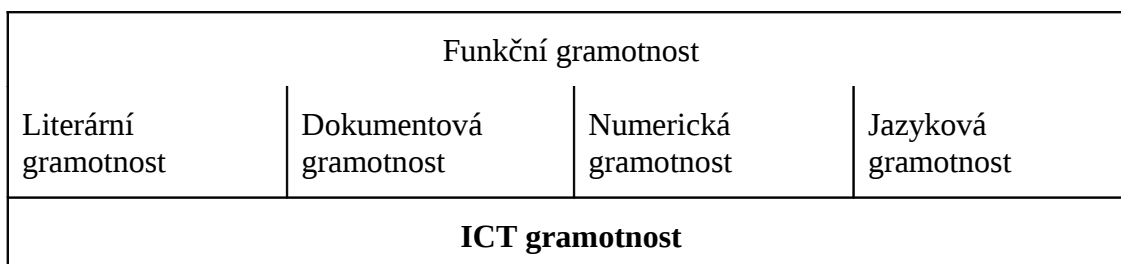 Funkční gramotnost
Literární
gramotnost
Dokumentová
gramotnost
Numerická
gramotnost
Jazyková
gramotnost
ICT gramotnost